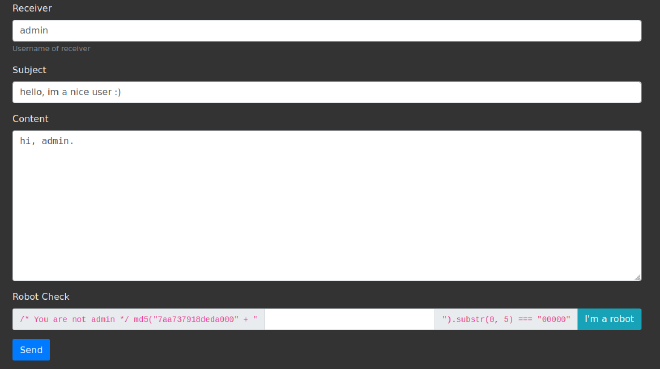 Receiver
admin
Username of receiver
Subject
hello, im a nice user :)
Content
hi, admin.
Robot Check
/* You are not admin */ md5("7aa737918deda000" + " ").substr(0, 5) === "00000" I'm a robot
Send